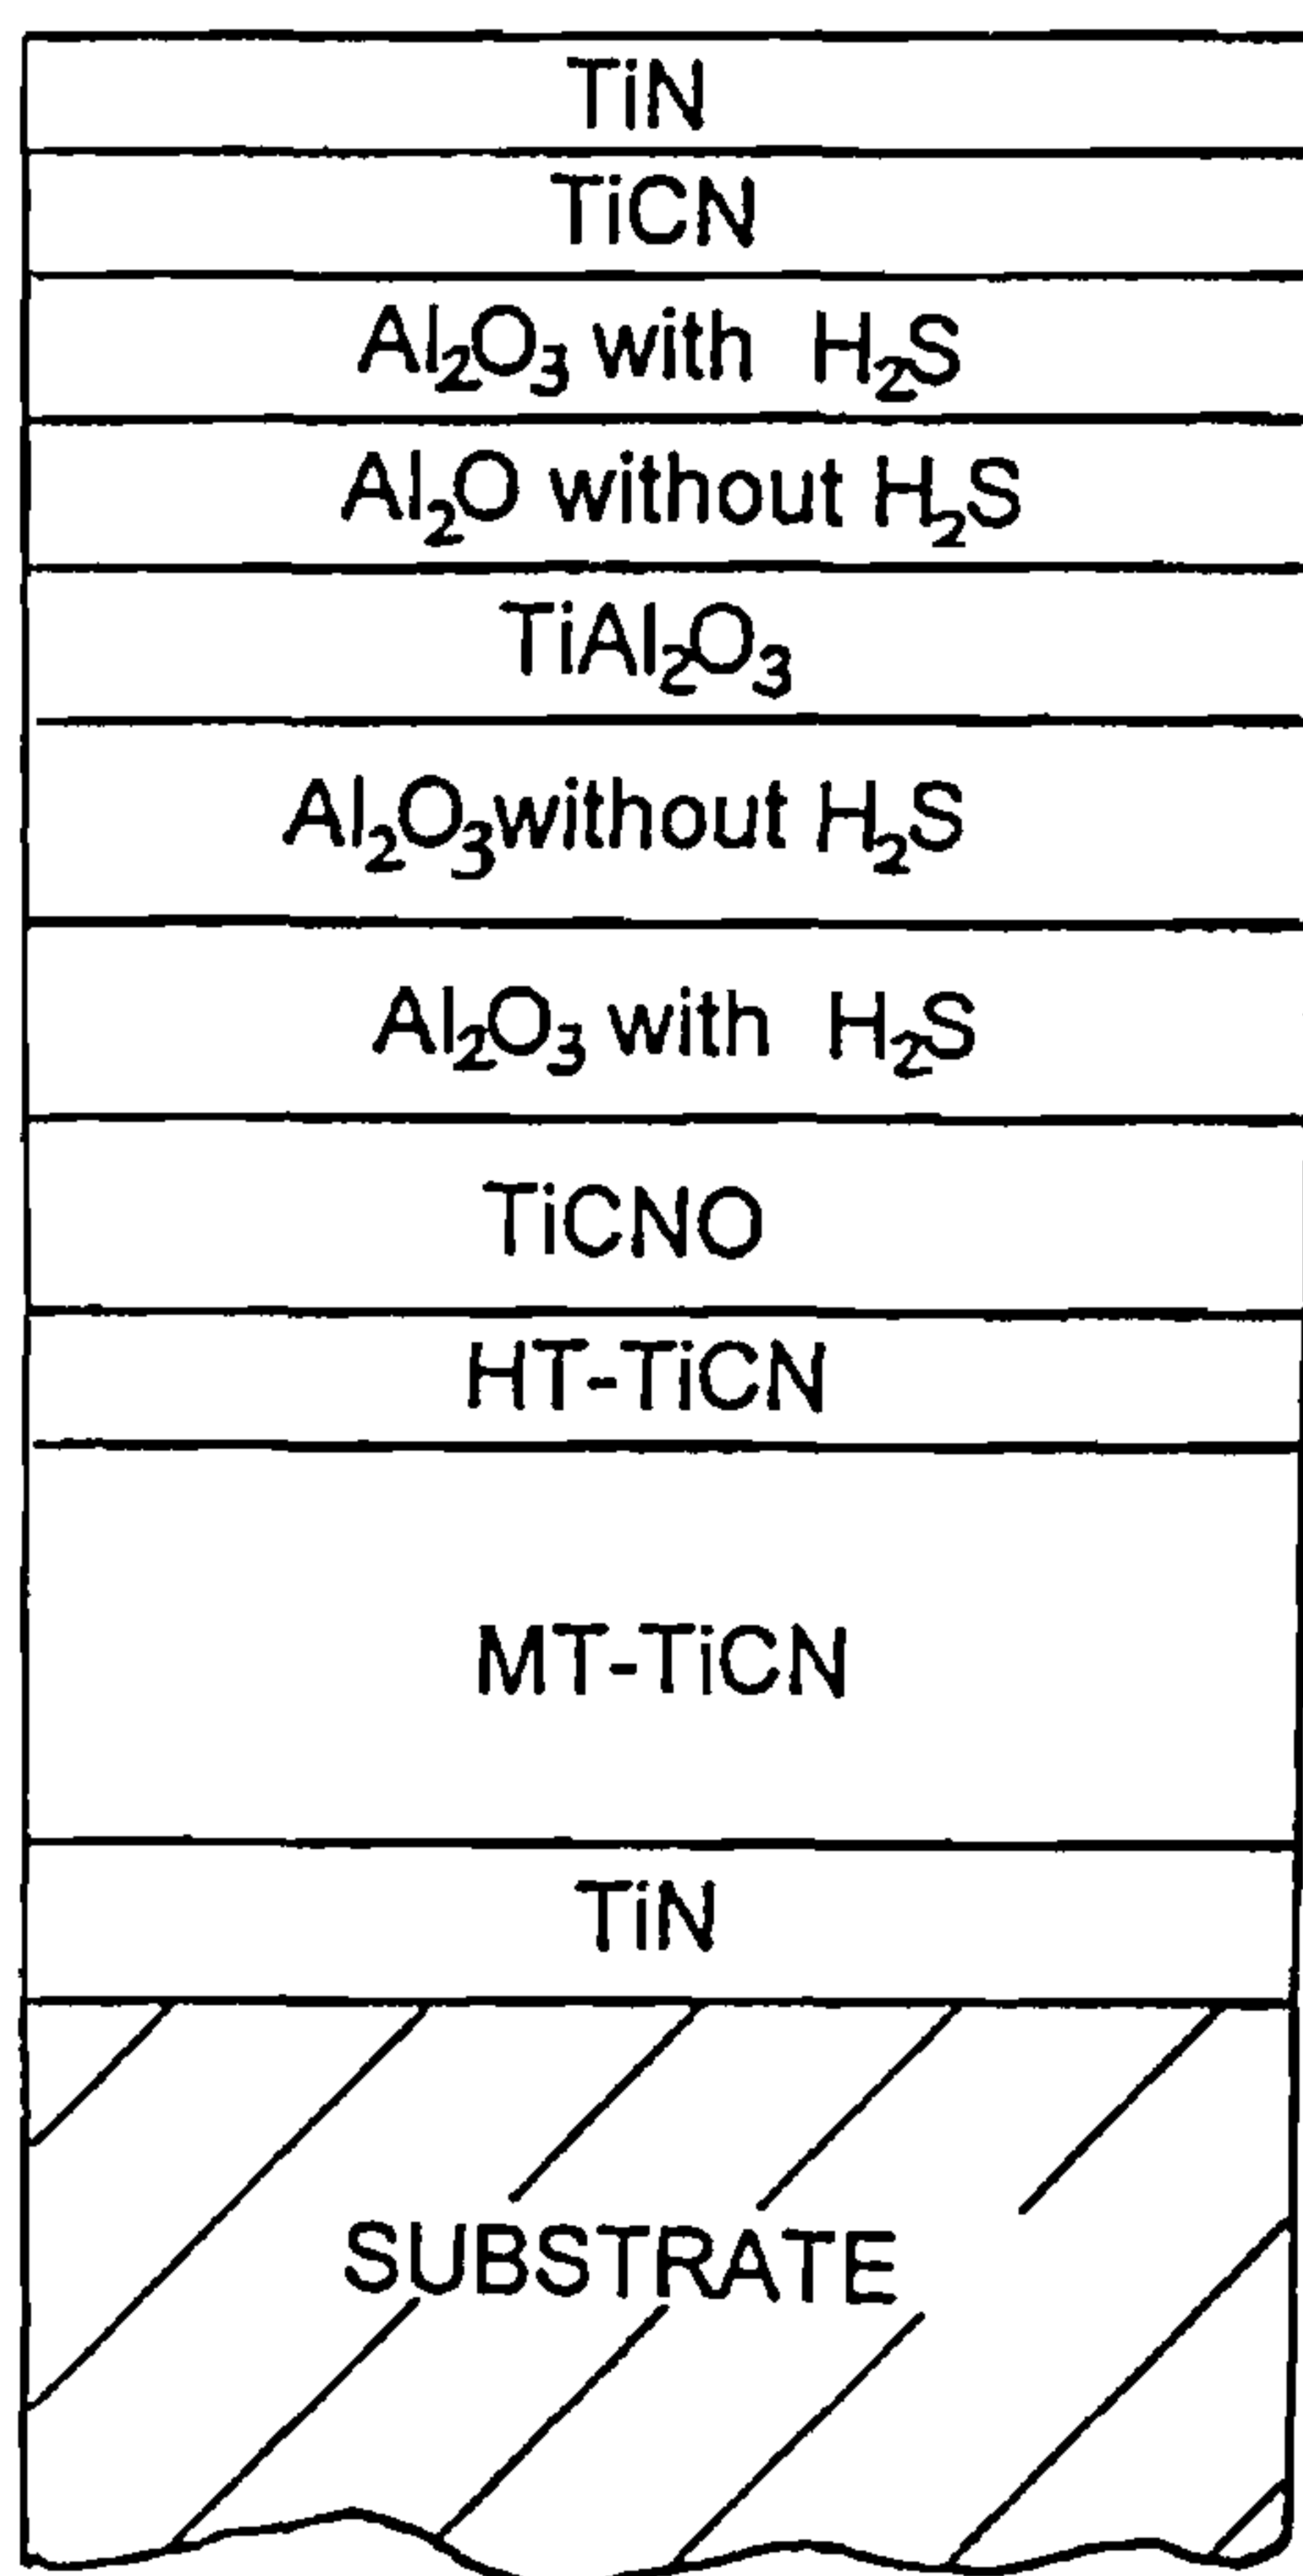 TiN
TiCN
Al₂O₃ with H₂S
Al₂O without H₂S
TiAl₂O₃
Al₂O₃without H₂S
Al₂O₃ with H₂S
TiCNO
HT-TiCN
MT-TiCN
TiN
SUBSTRATE